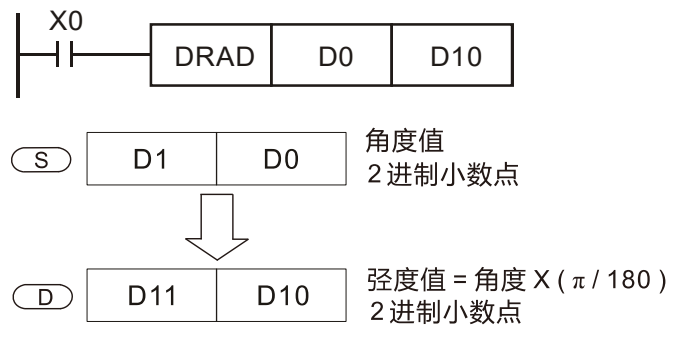 X0
DRAD D0 D10
S D1 D0 角度值
2进制小数点
D D11 D10 弪度值 = 角度 X ( π / 180 )
2进制小数点